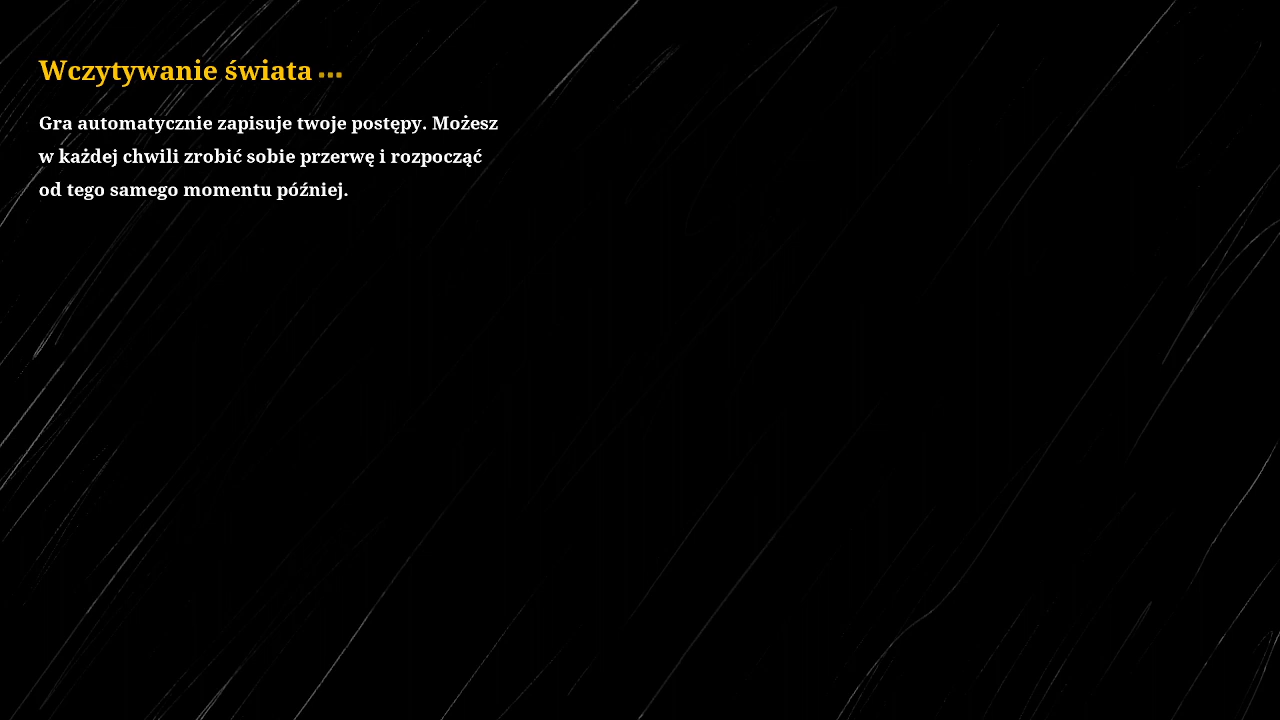 Wczytywanie świata ...
Gra automatycznie zapisuje twoje postępy. Możesz
w każdej chwili zrobić sobie przerwę i rozpocząć
od tego samego momentu później.